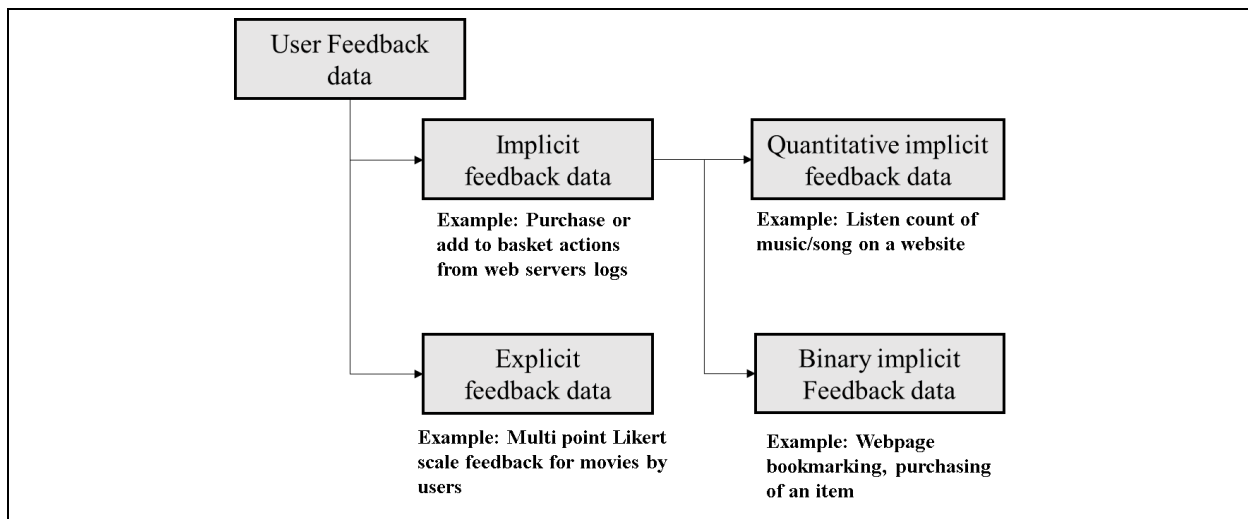 User Feedback
data
Implicit
feedback data
Quantitative implicit
feedback data
Example: Purchase or
add to basket actions
from web servers logs
Example: Listen count of
music/song on a website
Explicit
feedback data
Binary implicit
Feedback data
Example: Multi point Likert
scale feedback for movies by
users
Example: Webpage
bookmarking, purchasing
of an item